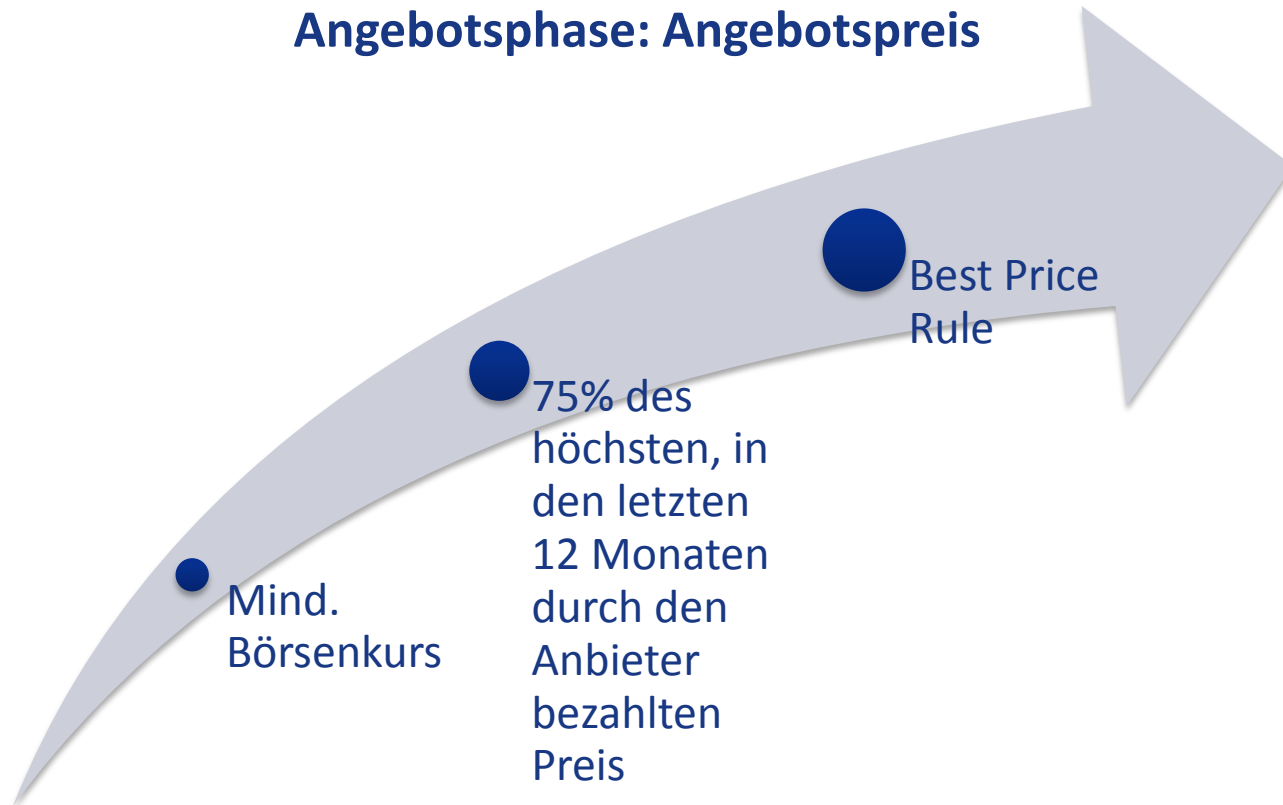 Angebotsphase: Angebotspreis
Mind.
Börsenkurs
75% des
höchsten, in
den letzten
12 Monaten
durch den
Anbieter
bezahlten
Preis
Best Price
Rule